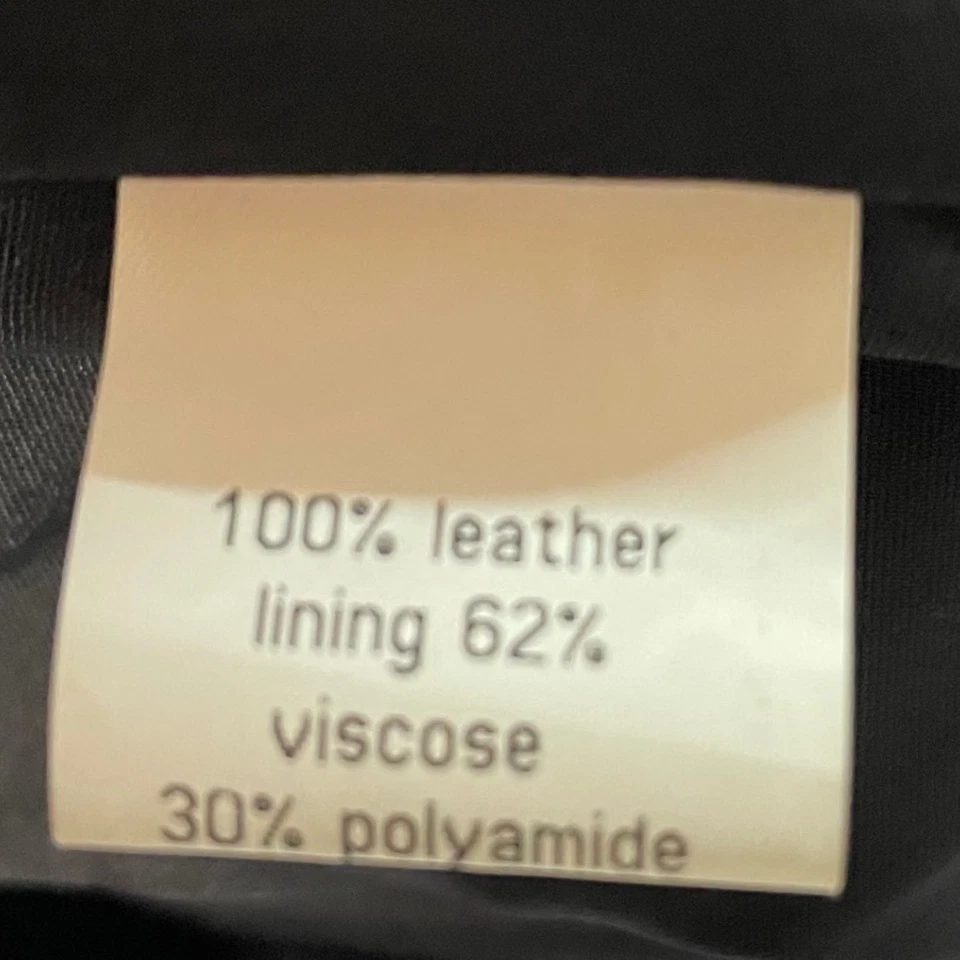 100% leather
lining 62%
viscose
30% polyamide